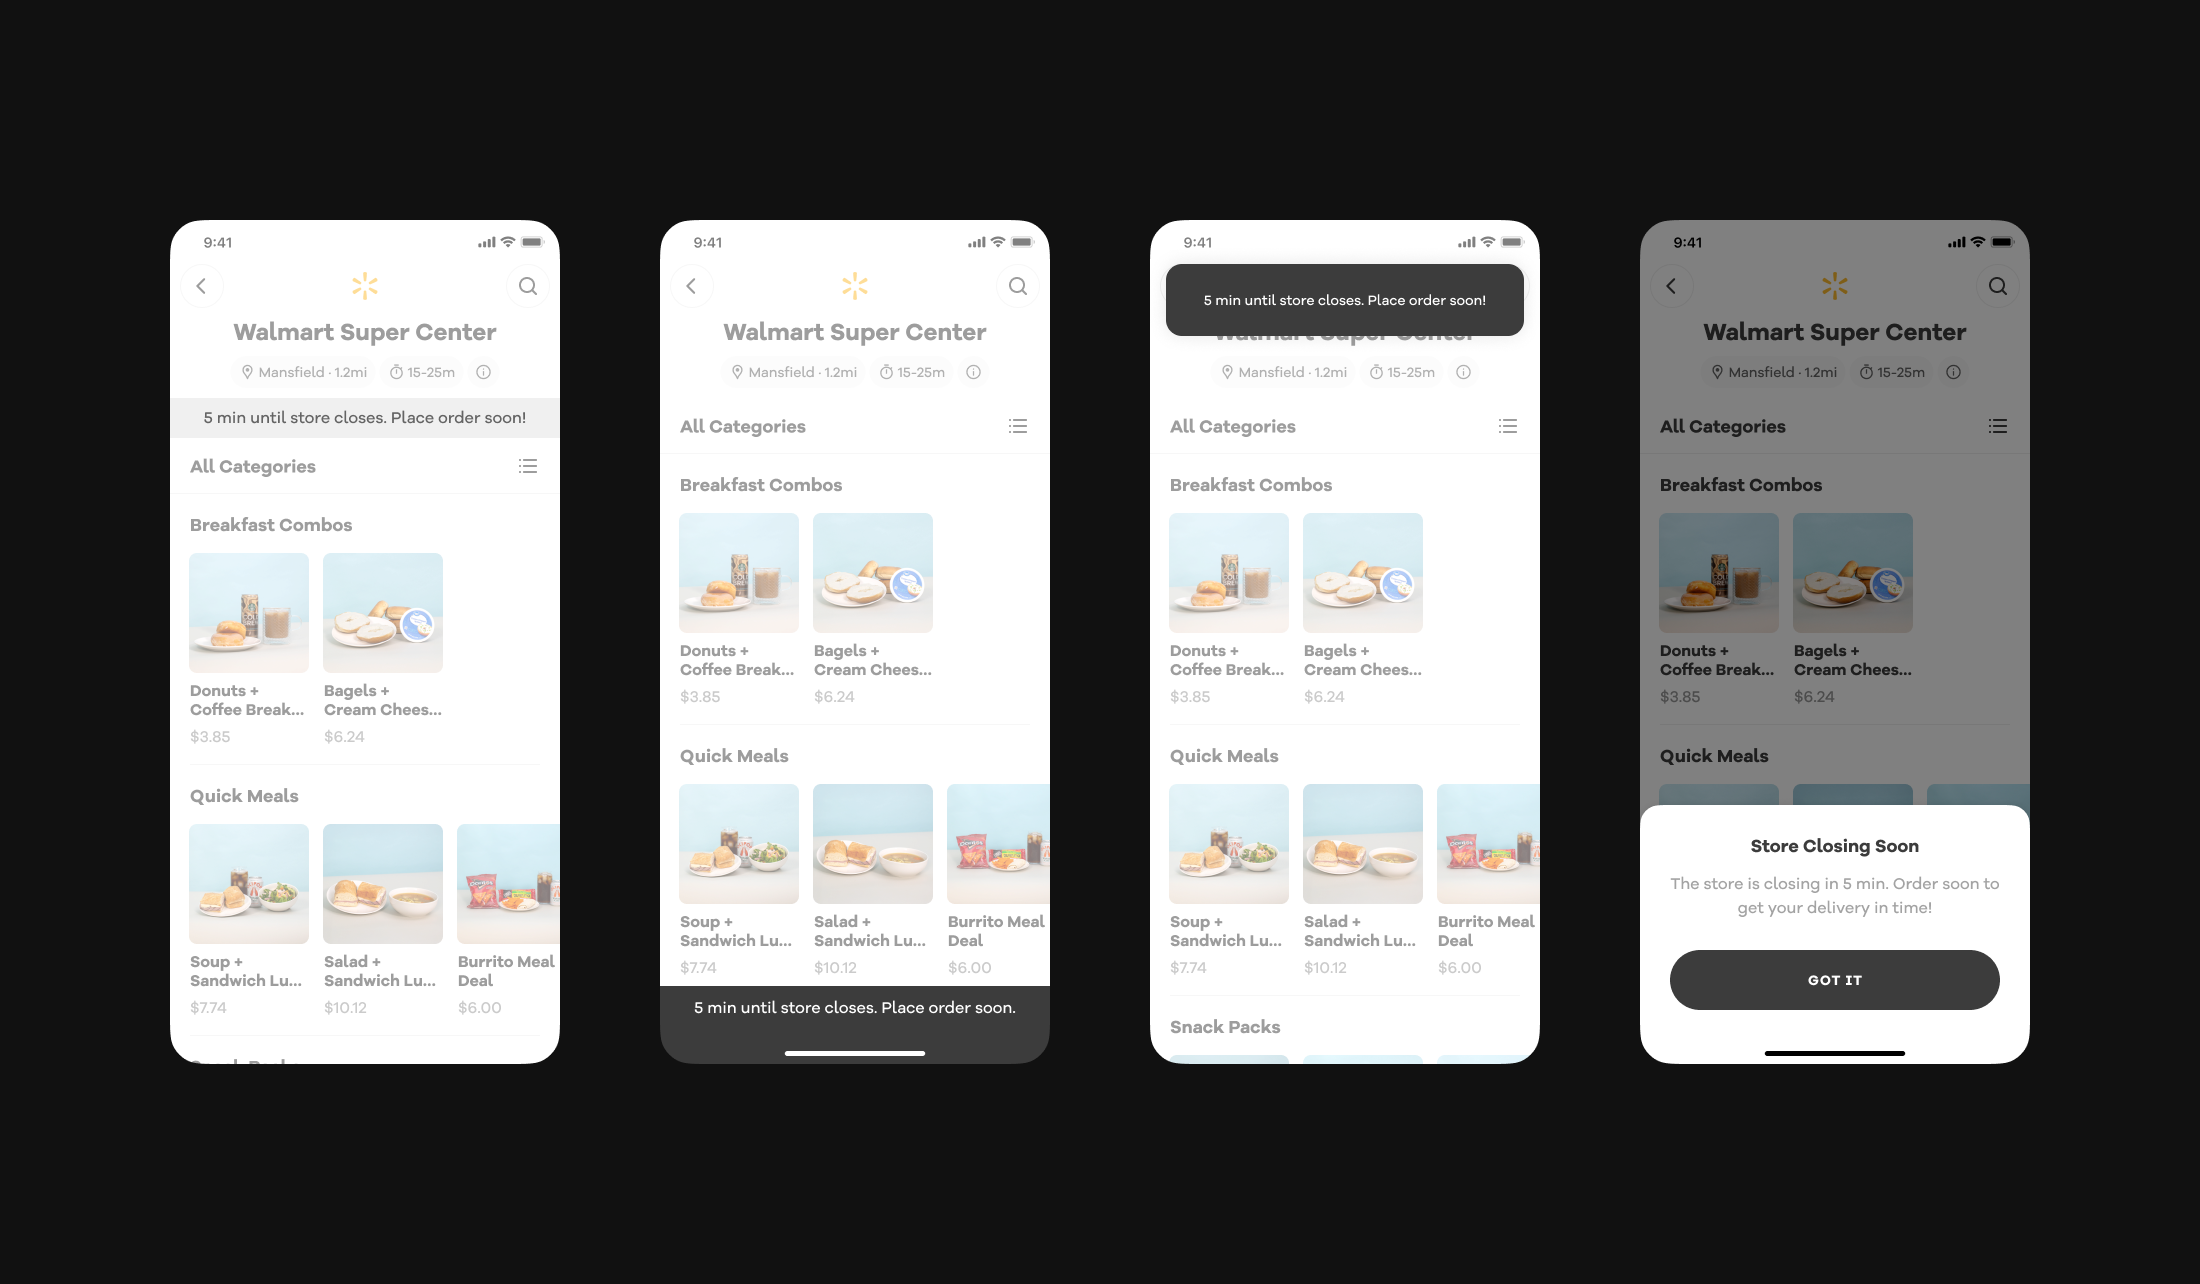 9:41
Walmart Super Center
Mansfield · 1.2mi
15-25m
5 min until store closes. Place order soon!
All Categories
Breakfast Combos
Donuts +
Coffee Break...
$3.85
Bagels +
Cream Chees...
$6.24
Quick Meals
Soup +
Sandwich Lu...
$7.74
Salad +
Sandwich Lu...
$10.12
Burrito Meal
Deal
$6.00
9:41
Walmart Super Center
Mansfield · 1.2mi
15-25m
All Categories
Breakfast Combos
Donuts +
Coffee Break...
$3.85
Bagels +
Cream Chees...
$6.24
Quick Meals
Soup +
Sandwich Lu...
$7.74
Salad +
Sandwich Lu...
$10.12
Burrito Meal
Deal
$6.00
5 min until store closes. Place order soon.
9:41
5 min until store closes. Place order soon!
Walmart Super Center
Mansfield · 1.2mi
15-25m
All Categories
Breakfast Combos
Donuts +
Coffee Break...
$3.85
Bagels +
Cream Chees...
$6.24
Quick Meals
Soup +
Sandwich Lu...
$7.74
Salad +
Sandwich Lu...
$10.12
Burrito Meal
Deal
$6.00
Snack Packs
9:41
Walmart Super Center
Mansfield · 1.2mi
15-25m
All Categories
Breakfast Combos
Donuts +
Coffee Break...
$3.85
Bagels +
Cream Chees...
$6.24
Quick Meals
Store Closing Soon
The store is closing in 5 min. Order soon to
get your delivery in time!
GOT IT